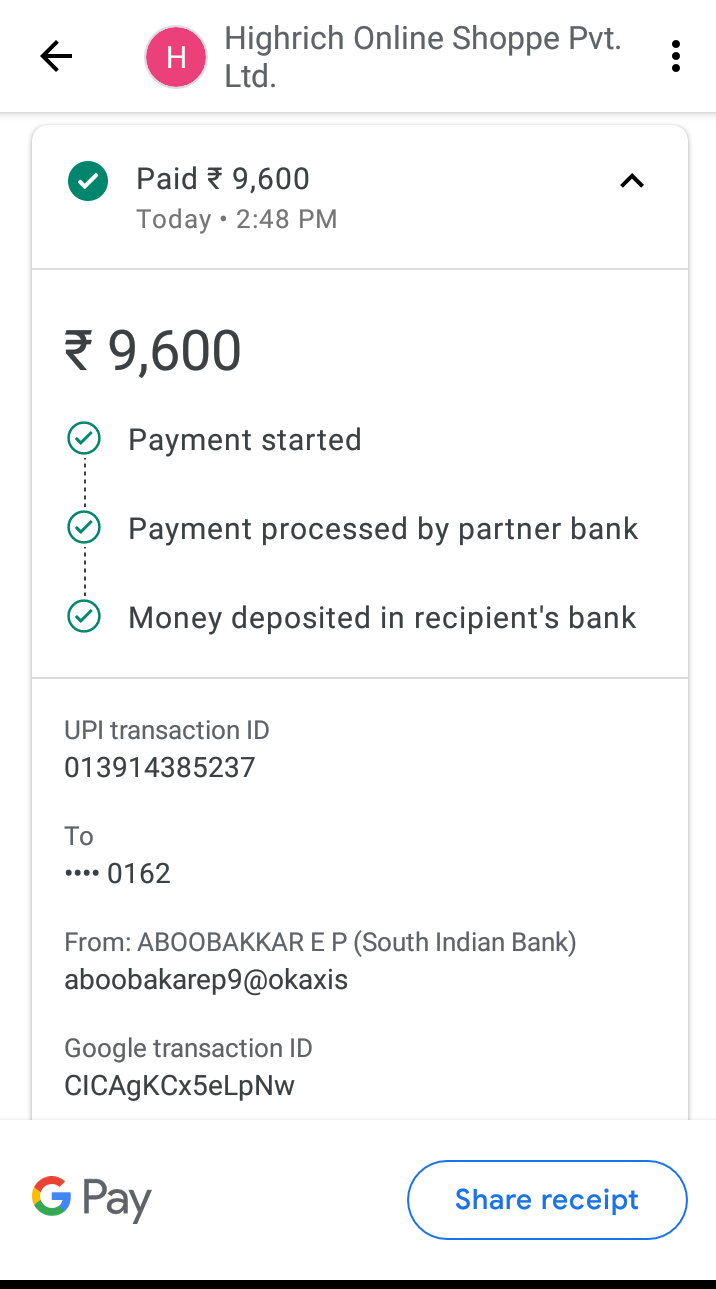 H
Highrich Online Shoppe Pvt.
Ltd.
Paid ₹ 9,600
Today • 2:48 PM
₹ 9,600
Payment started
Payment processed by partner bank
Money deposited in recipient's bank
UPI transaction ID
013914385237
To
•••• 0162
From: ABOOBAKKAR E P (South Indian Bank)
aboobakarep9@okaxis
Google transaction ID
CICAgKCx5eLpNw
G Pay
Share receipt